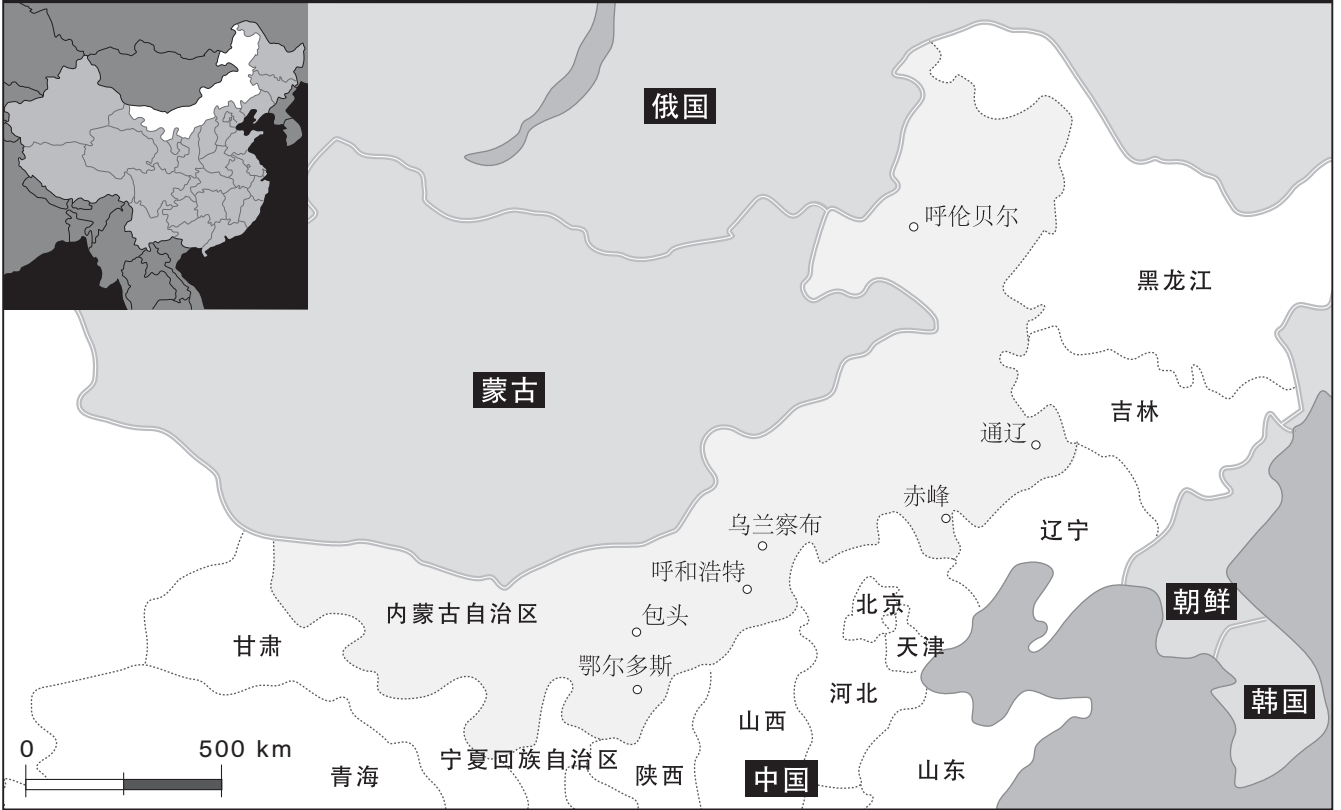 俄国
呼伦贝尔
黑龙江
蒙古
吉林
通辽
赤峰
乌兰察布
辽宁
呼和浩特
内蒙古自治区
包头
北京
朝鲜
甘肃
天津
鄂尔多斯
河北
韩国
山西
0 500 km
宁夏回族自治区
青海
陕西
中国
山东